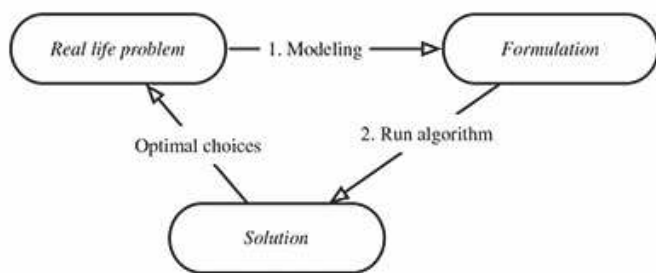 Real life problem
1. Modeling
Formulation
2. Run algorithm
Optimal choices
Solution